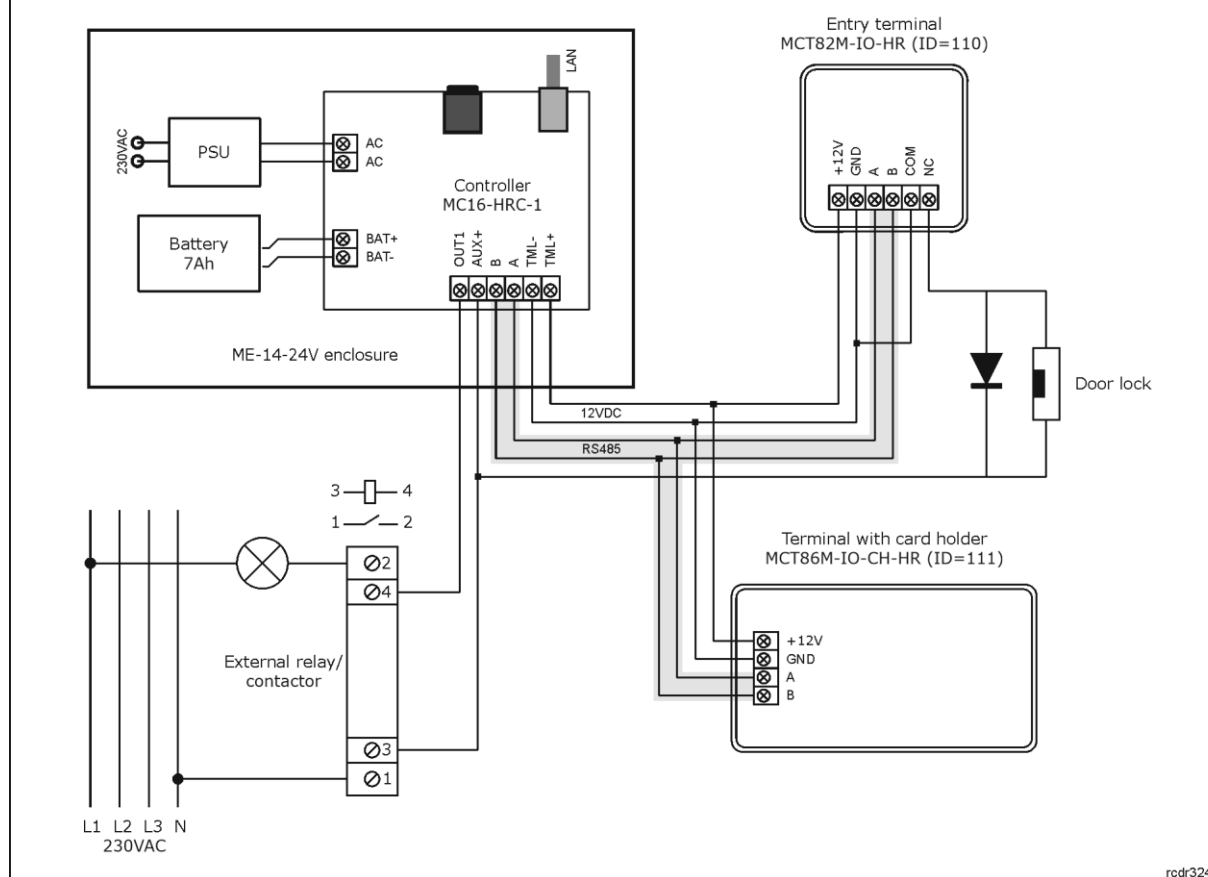 Entry terminal
MCT82M-IO-HR (ID=110)
LAN
230VAC
PSU
AC
AC
Controller
MC16-HRC-1
Battery
7Ah
BAT+
BAT-
OUT1
AUX+
B
A
TML-
TML+
ME-14-24V enclosure
+12V
GND
A
B
COM
NC
Door lock
12VDC
RS485
3
4
1
2
2
4
External relay/
contactor
3
1
L1 L2 L3 N
230VAC
Terminal with card holder
MCT86M-IO-CH-HR (ID=111)
+12V
GND
A
B
rcdr324